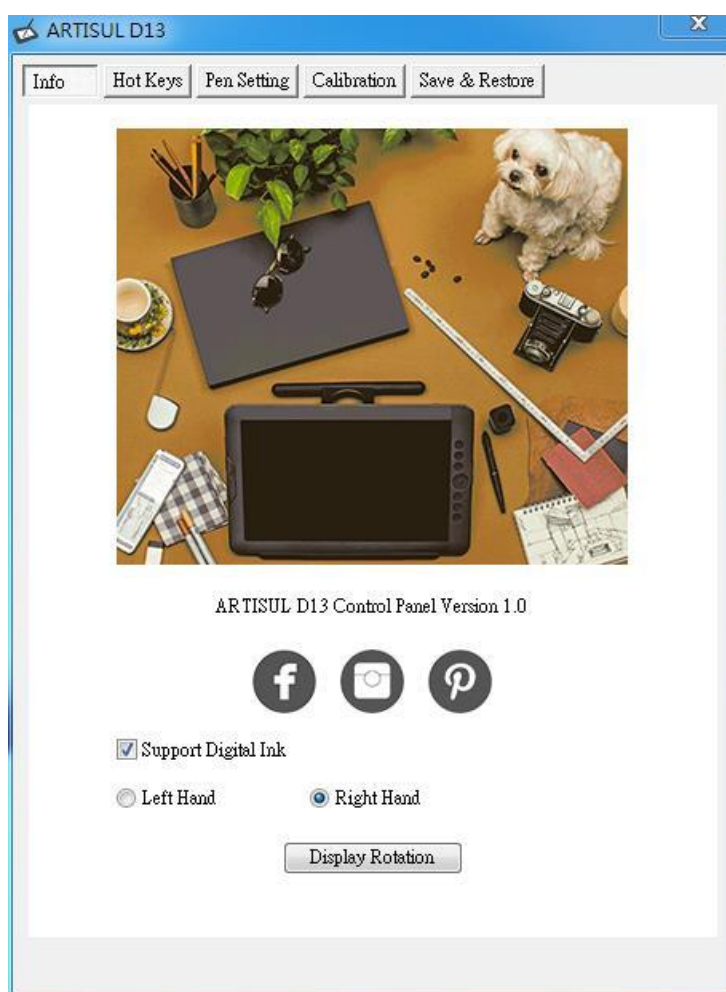 ARTISUL D13
Info Hot Keys Pen Setting Calibration Save & Restore
ARTISUL D13 Control Panel Version 1.0
Support Digital Ink
Left Hand Right Hand
Display Rotation